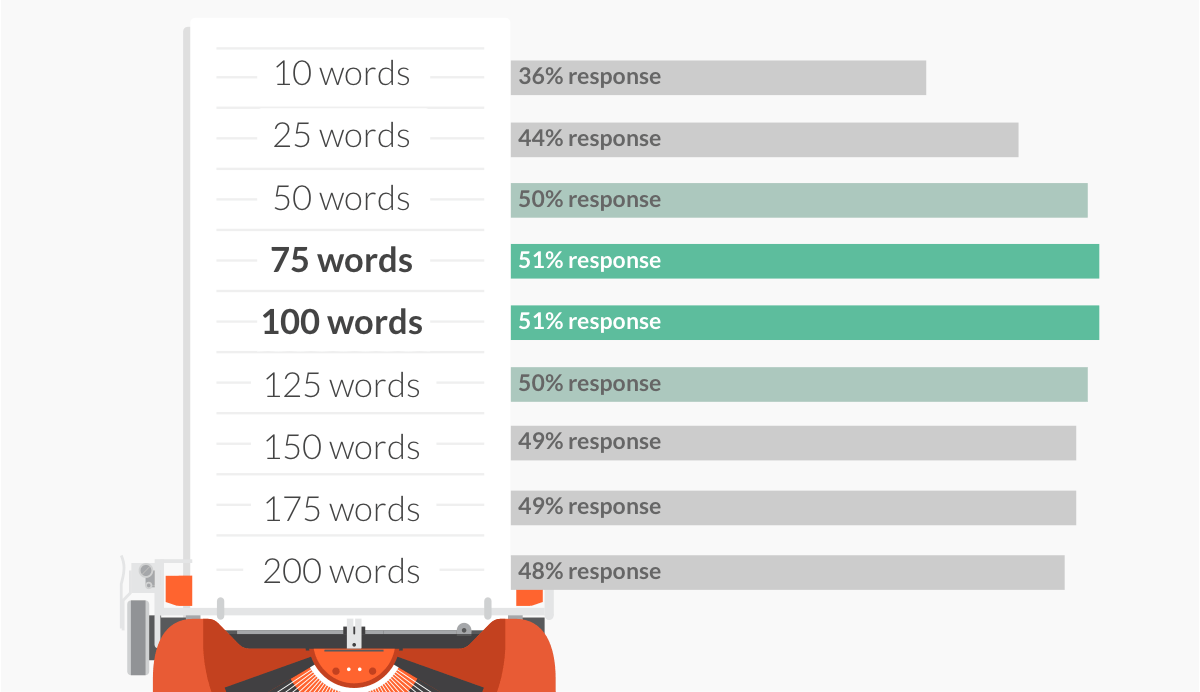 10 words 36% response
25 words 44% response
50 words 50% response
75 words 51% response
100 words 51% response
125 words 50% response
150 words 49% response
175 words 49% response
200 words 48% response